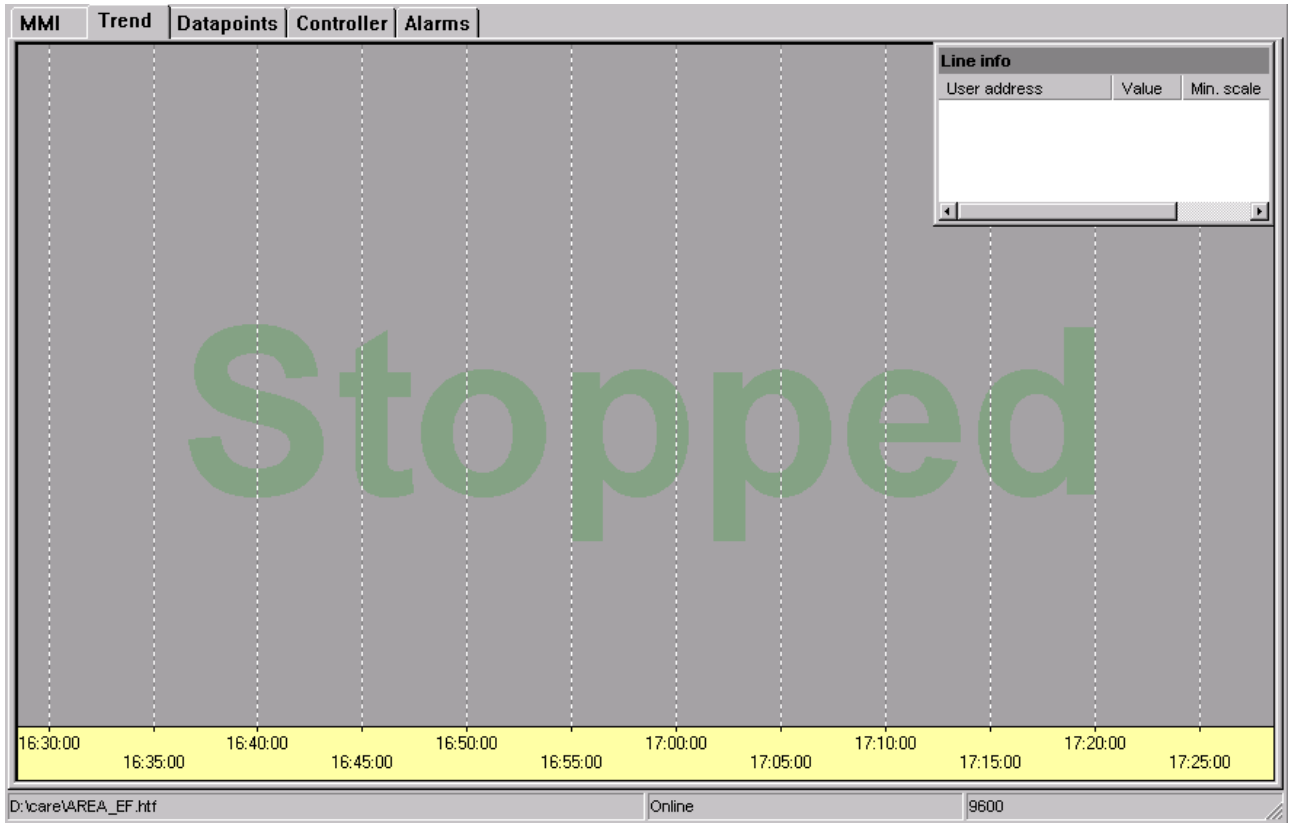 MMI Trend Datapoints Controller Alarms
Line info
User address Value Min. scale
Stopped
16:30:00 16:40:00 16:50:00 17:00:00 17:10:00 17:20:00
16:35:00 16:45:00 16:55:00 17:05:00 17:15:00 17:25:00
D:\care\AREA_EF.htf Online 9600